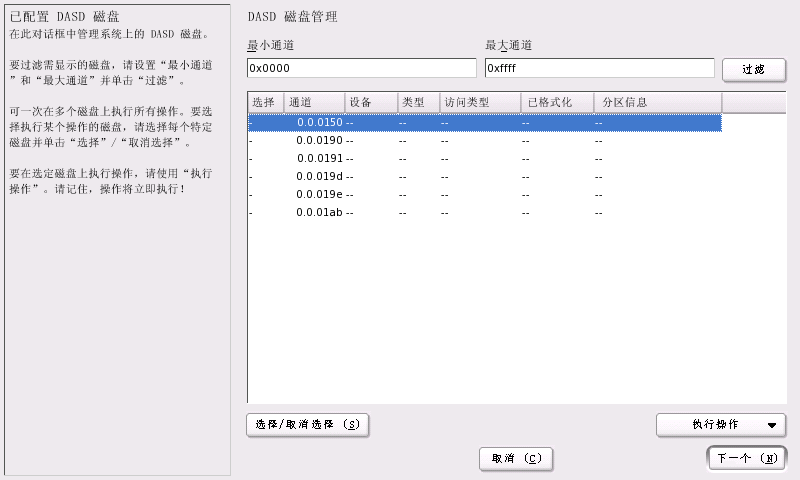 已配置 DASD 磁盘
在此对话框中管理系统上的 DASD 磁盘。
要过滤需显示的磁盘，请设置“最小通道
”和“最大通道”并单击“过滤”。
可一次在多个磁盘上执行所有操作。要选
择执行某个操作的磁盘，请选择每个特定
磁盘并单击“选择”/“取消选择”。
要在选定磁盘上执行操作，请使用“执行
操作”。请记住，操作将立即执行！
DASD 磁盘管理
最小通道 最大通道
0x0000 0xffff 过滤
选择 通道 设备 类型 访问类型 已格式化 分区信息
- 0.0.0150 -- -- -- -- --
- 0.0.0190 -- -- -- -- --
- 0.0.0191 -- -- -- -- --
- 0.0.019d -- -- -- -- --
- 0.0.019e -- -- -- -- --
- 0.0.01ab -- -- -- -- --
选择/取消选择 (S) 执行操作
取消 (C) 下一个 (N)